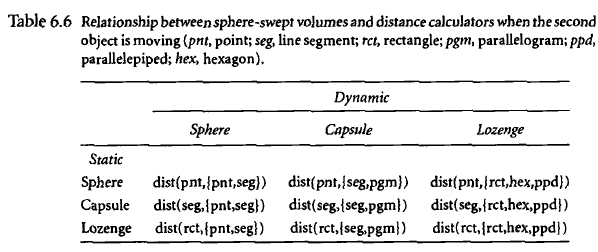 Table 6.6 Relationship between sphere-swept volumes and distance calculators when the second
object is moving (pnt, point; seg, line segment; rct, rectangle; pgm, parallelogram; ppd,
parallelepiped; hex, hexagon).
Dynamic
Sphere Capsule Lozenge
Static
Sphere dist(pnt,{pnt,seg}) dist(pnt,{seg,pgm}) dist(pnt,{rct,hex,ppd})
Capsule dist(seg,{pnt,seg}) dist(seg,{seg,pgm}) dist(seg,{rct,hex,ppd})
Lozenge dist(rct,{pnt,seg}) dist(rct,{seg,pgm}) dist(rct,{rct,hex,ppd})